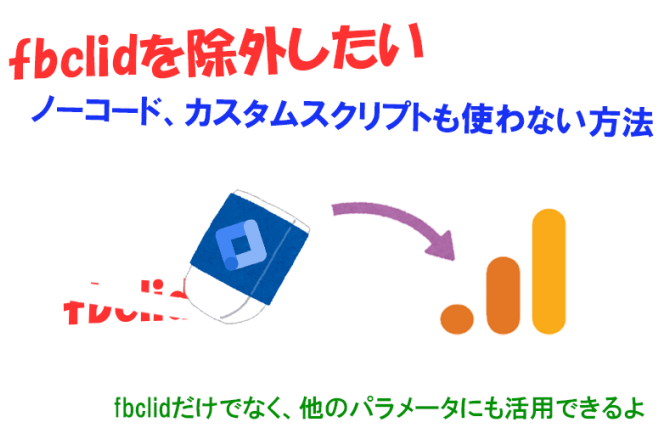 fbclidを除外したい
ノーコード、カスタムスクリプトも使わない方法
fbclid
fbclidだけでなく、他のパラメータにも活用できるよ